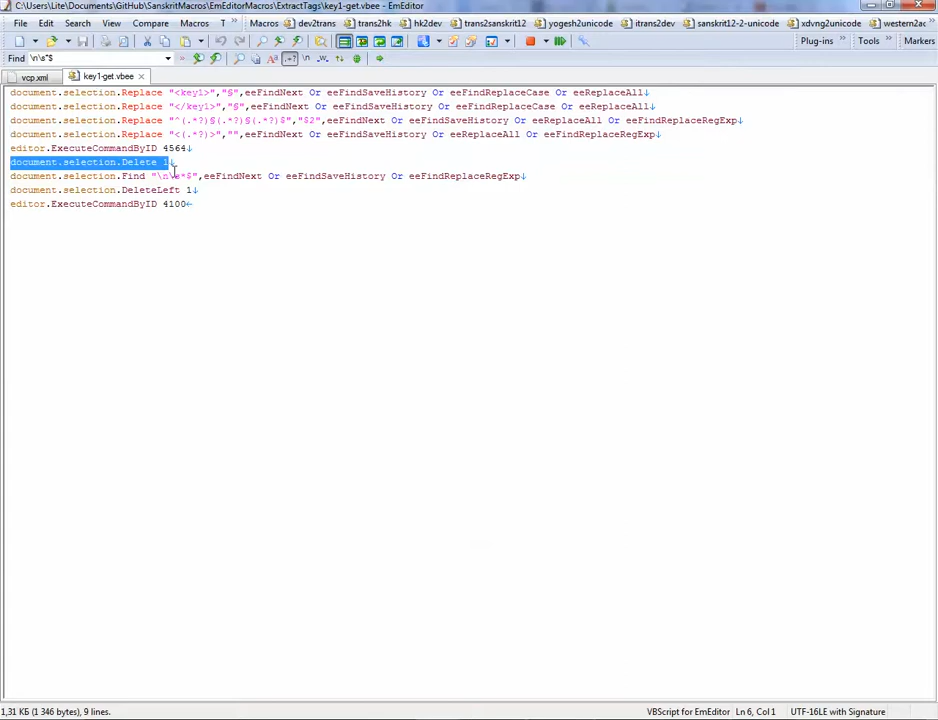 C:\Users\Lite\Documents\GitHub\SanskritMacros\EmEditorMacros\ExtractTags\key1-get.vbee - EmEditor
File Edit Search View Compare Macros T » Macros dev2trans trans2hk hk2dev trans2sanskrit12 yogesh2unicode itrans2dev sanskrit12-2-unicode xdvng2unicode western2ac
Plug-ins » Tools » Markers
Find \n\s*$
vcp.xml key1-get.vbee
document.selection.Replace "<key1>","§",eeFindNext Or eeFindSaveHistory Or eeFindReplaceCase Or eeReplaceAll
document.selection.Replace "</key1>","§",eeFindNext Or eeFindSaveHistory Or eeFindReplaceCase Or eeReplaceAll
document.selection.Replace "^(.*?)§(.*?)§(.*?)$","$2",eeFindNext Or eeFindSaveHistory Or eeReplaceAll Or eeFindReplaceRegExp
document.selection.Replace "<(.*?)>","",eeFindNext Or eeFindSaveHistory Or eeReplaceAll Or eeFindReplaceRegExp
editor.ExecuteCommandByID 4564
document.selection.Delete 1
document.selection.Find "\n\s*$",eeFindNext Or eeFindSaveHistory Or eeFindReplaceRegExp
document.selection.DeleteLeft 1
editor.ExecuteCommandByID 4100
1,31 КБ (1 346 bytes), 9 lines. VBScript for EmEditor Ln 6, Col 1 UTF-16LE with Signature